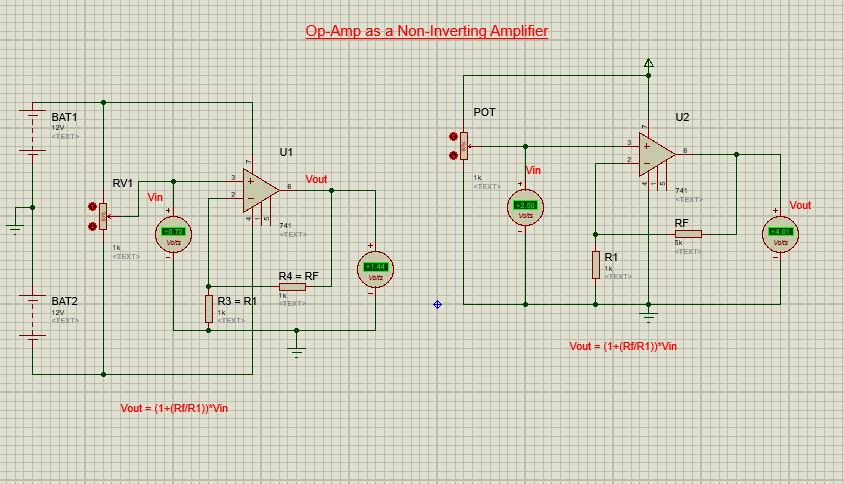 Op-Amp as a Non-Inverting Amplifier
BAT1
12V
<TEXT>
RV1
1k
<TEXT>
Vin
+0.72
Volts
U1
3
2
7
6
4
1
5
741
<TEXT>
Vout
+1.44
Volts
R4 = RF
1k
<TEXT>
R3 = R1
1k
<TEXT>
BAT2
12V
<TEXT>
Vout = (1+(Rf/R1))*Vin
POT
1k
<TEXT>
Vin
+2.50
Volts
U2
3
2
7
6
4
1
5
741
<TEXT>
RF
5k
<TEXT>
R1
1k
<TEXT>
Vout
+4.01
Volts
Vout = (1+(Rf/R1))*Vin